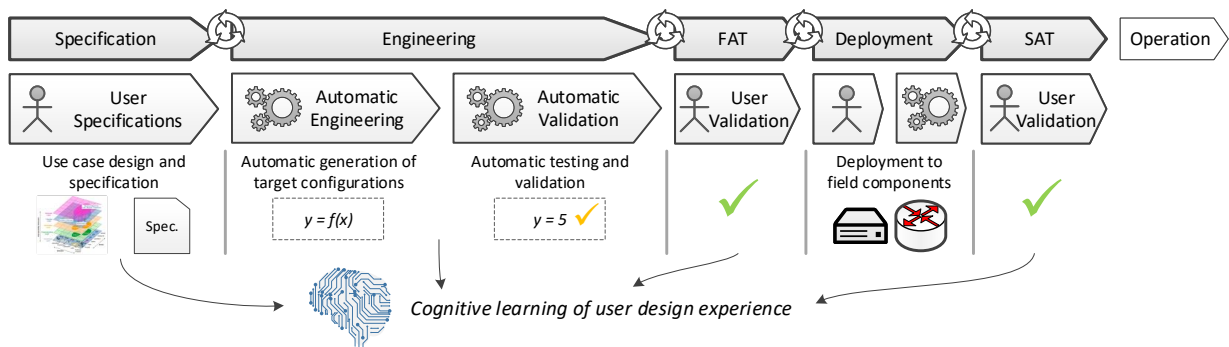 Specification
Engineering
FAT
Deployment
SAT
Operation
User
Specifications
Automatic
Engineering
Automatic
Validation
User
Validation
User
Validation
Use case design and
specification
Automatic generation of
target configurations
Automatic testing and
validation
Deployment to
field components
Spec.
y = f(x)
y = 5
Cognitive learning of user design experience